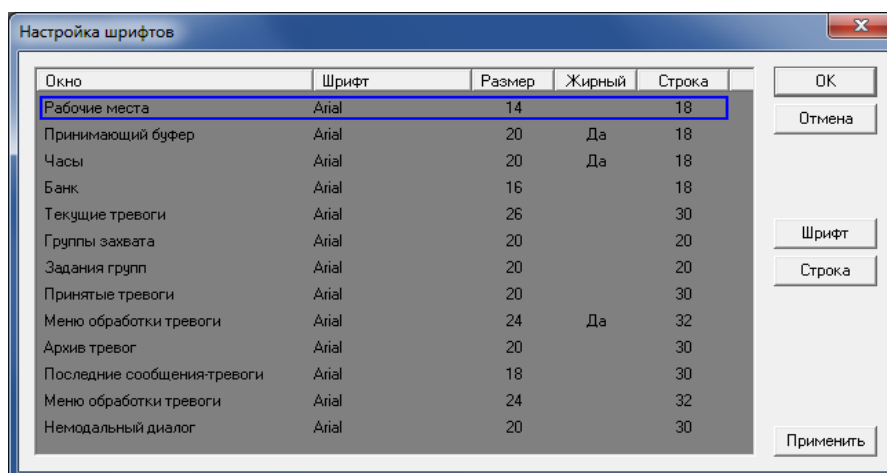 Настройка шрифтов
Окно Шрифт Размер Жирный Строка
Рабочие места Arial 14 18
Принимающий буфер Arial 20 Да 18
Часы Arial 20 Да 18
Банк Arial 16 18
Текущие тревоги Arial 26 30
Группы захвата Arial 20 20
Задания групп Arial 20 20
Принятые тревоги Arial 20 30
Меню обработки тревоги Arial 24 Да 32
Архив тревог Arial 20 30
Последние сообщения-тревоги Arial 18 30
Меню обработки тревоги Arial 24 32
Немодальный диалог Arial 20 30
OK
Отмена
Шрифт
Строка
Применить